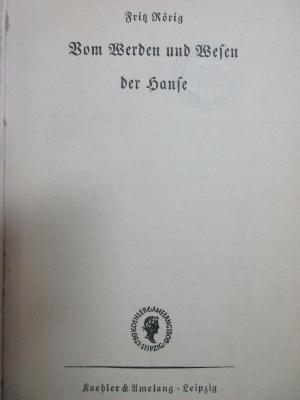 Fritz Rörig
Vom Werden und Wesen
der Hanse
Koehler & Amelang · Leipzig